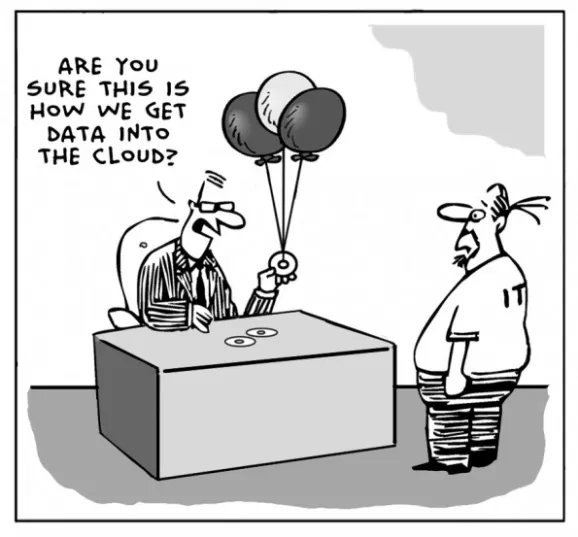 ARE YOU
SURE THIS IS
HOW WE GET
DATA INTO
THE CLOUD?
IT